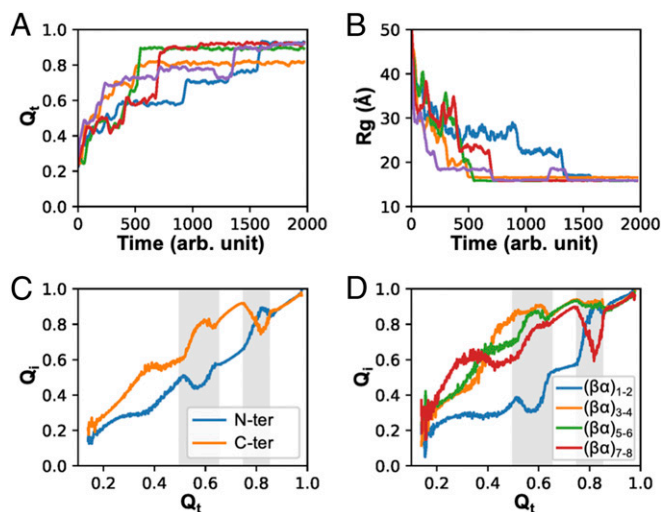 A
1.0
0.8
0.6
0.4
0.2
0.0
Qt
0 500 1000 1500 2000
Time (arb. unit)
B
50
40
30
20
10
Rg (Å)
0 500 1000 1500 2000
Time (arb. unit)
C
1.0
0.8
0.6
0.4
0.2
0.0
Qi
N-ter
C-ter
0.2 0.4 0.6 0.8 1.0
Qt
D
1.0
0.8
0.6
0.4
0.2
0.0
Qi
(βα)1-2
(βα)3-4
(βα)5-6
(βα)7-8
0.2 0.4 0.6 0.8 1.0
Qt